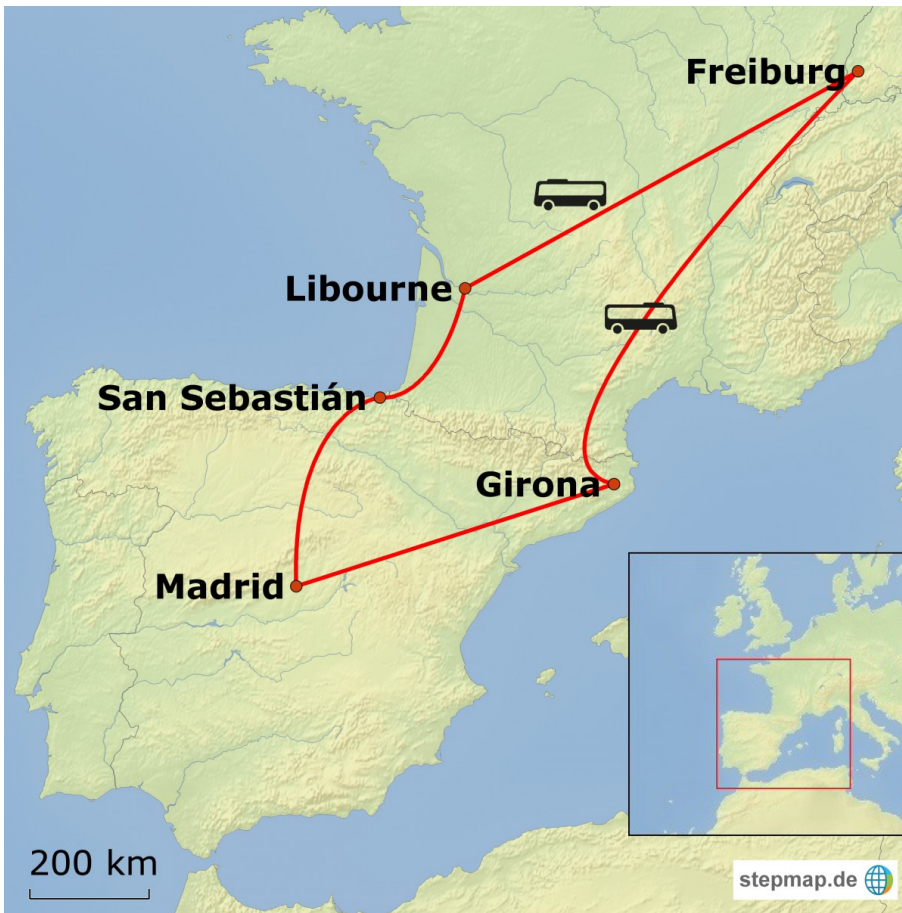 Freiburg
Libourne
San Sebastián
Girona
Madrid
200 km
stepmap.de